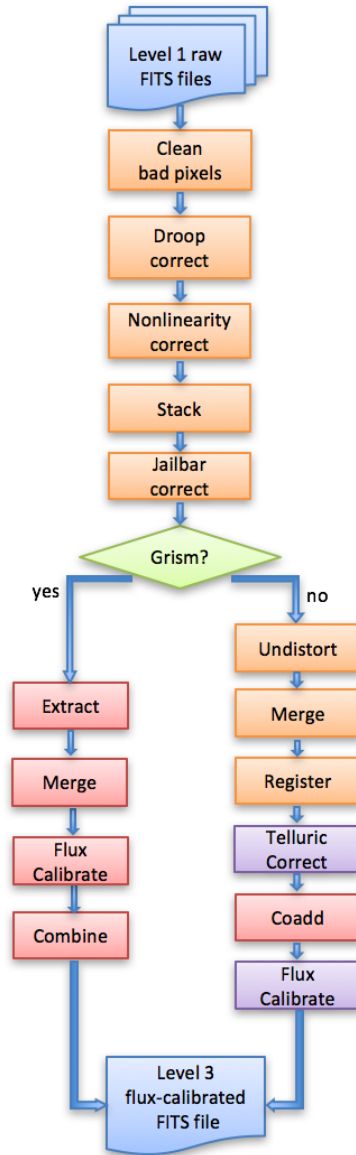 Level 1 raw
FITS files
Clean
bad pixels
Droop
correct
Nonlinearity
correct
Stack
Jailbar
correct
Grism?
yes
Extract
Merge
Flux
Calibrate
Combine
no
Undistort
Merge
Register
Telluric
Correct
Coadd
Flux
Calibrate
Level 3
flux-calibrated
FITS file